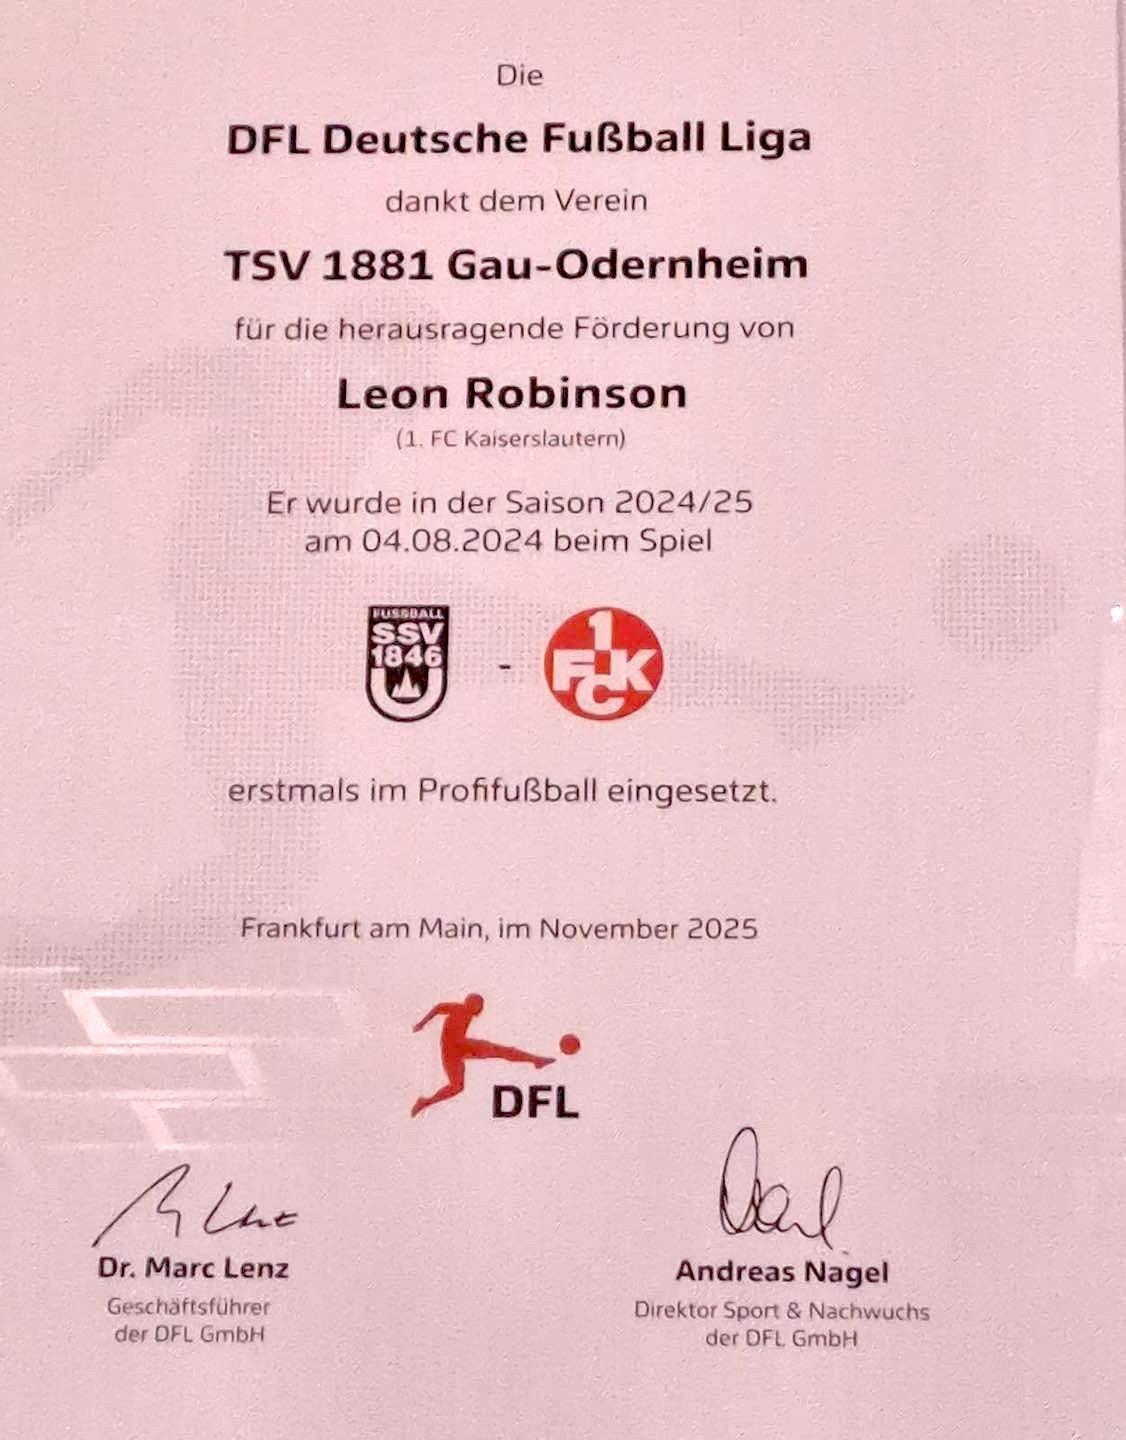 Die
DFL Deutsche Fußball Liga
dankt dem Verein
TSV 1881 Gau-Odernheim
für die herausragende Förderung von
Leon Robinson
(1. FC Kaiserslautern)
Er wurde in der Saison 2024/25
am 04.08.2024 beim Spiel
FUSSBALL
SSV
1846
-
1
FCK
erstmals im Profifußball eingesetzt.
Frankfurt am Main, im November 2025
DFL
Dr. Marc Lenz
Geschäftsführer
der DFL GmbH
Andreas Nagel
Direktor Sport & Nachwuchs
der DFL GmbH